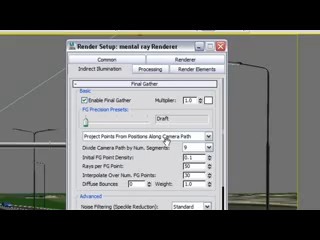 Render Setup: mental ray Renderer
Common Renderer
Indirect Illumination Processing Render Elements
- Final Gather
Basic
Enable Final Gather Multiplier: 1.0
FG Precision Presets:
Draft
Project Points From Positions Along Camera Path
Divide Camera Path by Num. Segments: 9
Initial FG Point Density: 0.1
Rays per FG Point: 50
Interpolate Over Num. FG Points: 30
Diffuse Bounces 0 Weight: 1.0
Advanced
Noise Filtering (Speckle Reduction): Standard